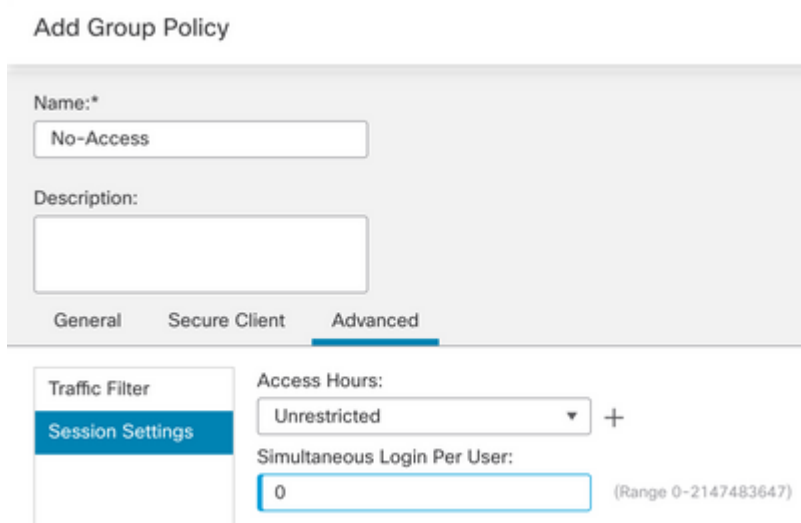 Add Group Policy
Name:*
No-Access
Description:
General Secure Client Advanced
Traffic Filter
Session Settings
Access Hours:
Unrestricted
Simultaneous Login Per User:
0 (Range 0-2147483647)